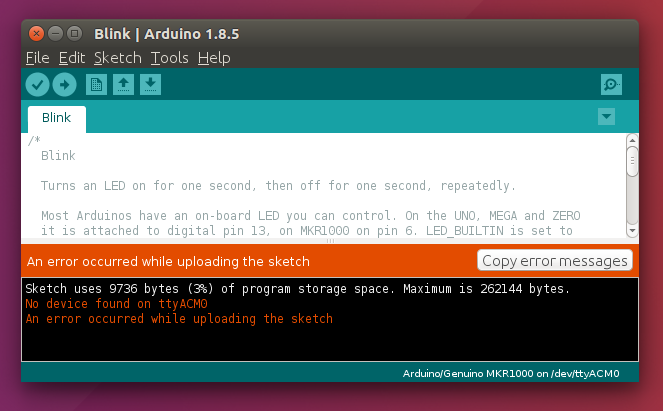 Blink | Arduino 1.8.5
File Edit Sketch Tools Help
Blink
/*
Blink
Turns an LED on for one second, then off for one second, repeatedly.
Most Arduinos have an on-board LED you can control. On the UNO, MEGA and ZERO
it is attached to digital pin 13, on MKR1000 on pin 6. LED_BUILTIN is set to
An error occurred while uploading the sketch
Copy error messages
Sketch uses 9736 bytes (3%) of program storage space. Maximum is 262144 bytes.
No device found on ttyACM0
An error occurred while uploading the sketch
Arduino/Genuino MKR1000 on /dev/ttyACM0